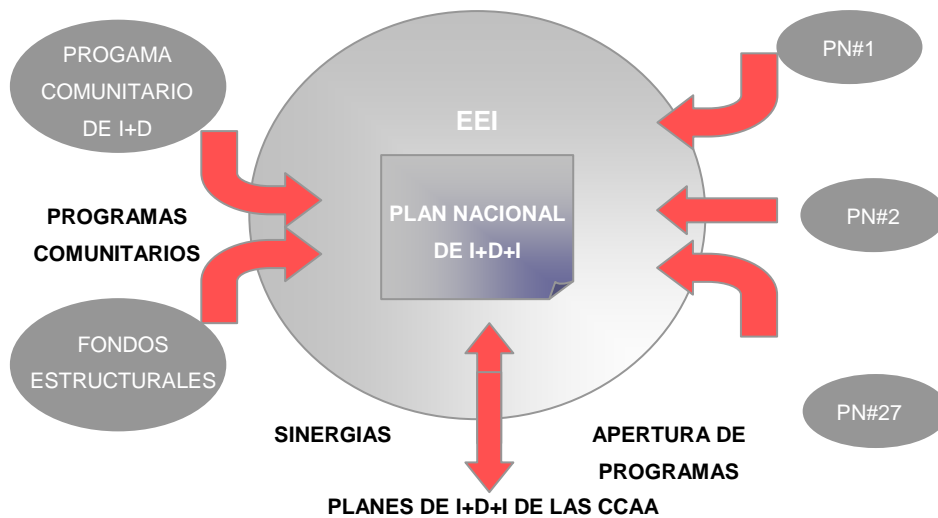 PROGAMA
COMUNITARIO
DE I+D
PN#1
EEI
PROGRAMAS
COMUNITARIOS
PLAN NACIONAL
DE I+D+I
PN#2
FONDOS
ESTRUCTURALES
PN#27
SINERGIAS
APERTURA DE
PROGRAMAS
PLANES DE I+D+I DE LAS CCAA